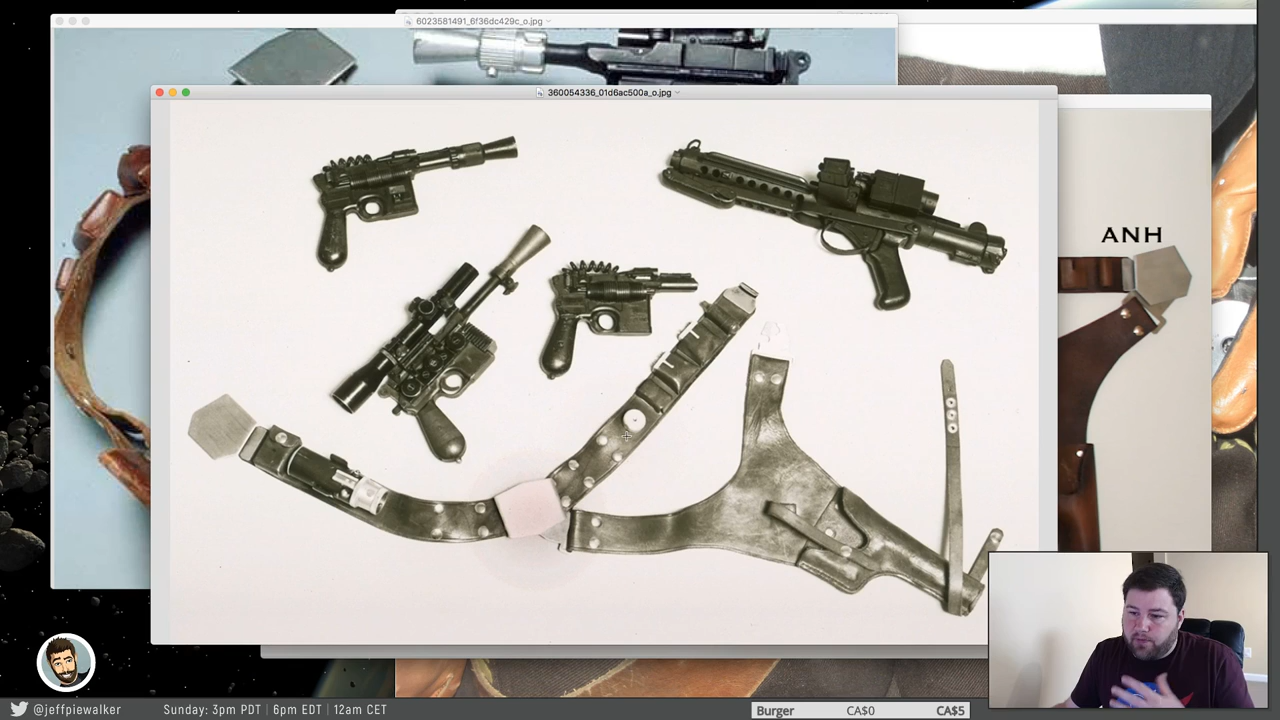 6023581491_6f36dc429c_o.jpg
360054336_01d6ac500a_o.jpg
ANH
@jeffpiewalker
Sunday: 3pm PDT | 6pm EDT | 12am CET
Burger CA$0 CA$5